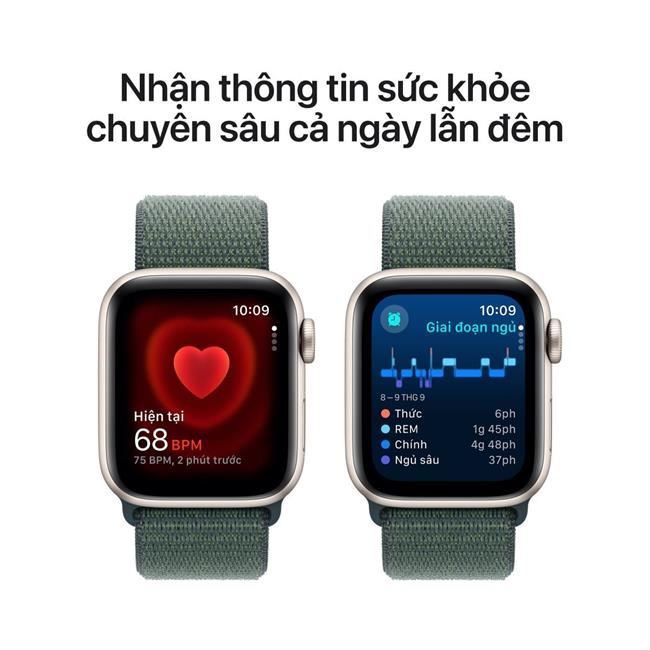 Nhận thông tin sức khỏe
chuyên sâu cả ngày lẫn đêm
10:09
Hiện tại
68 BPM
75 BPM, 2 phút trước
10:09
Giai đoạn ngủ
8 – 9 THG 9
Thức 6ph
REM 1g 45ph
Chính 4g 48ph
Ngủ sâu 37ph